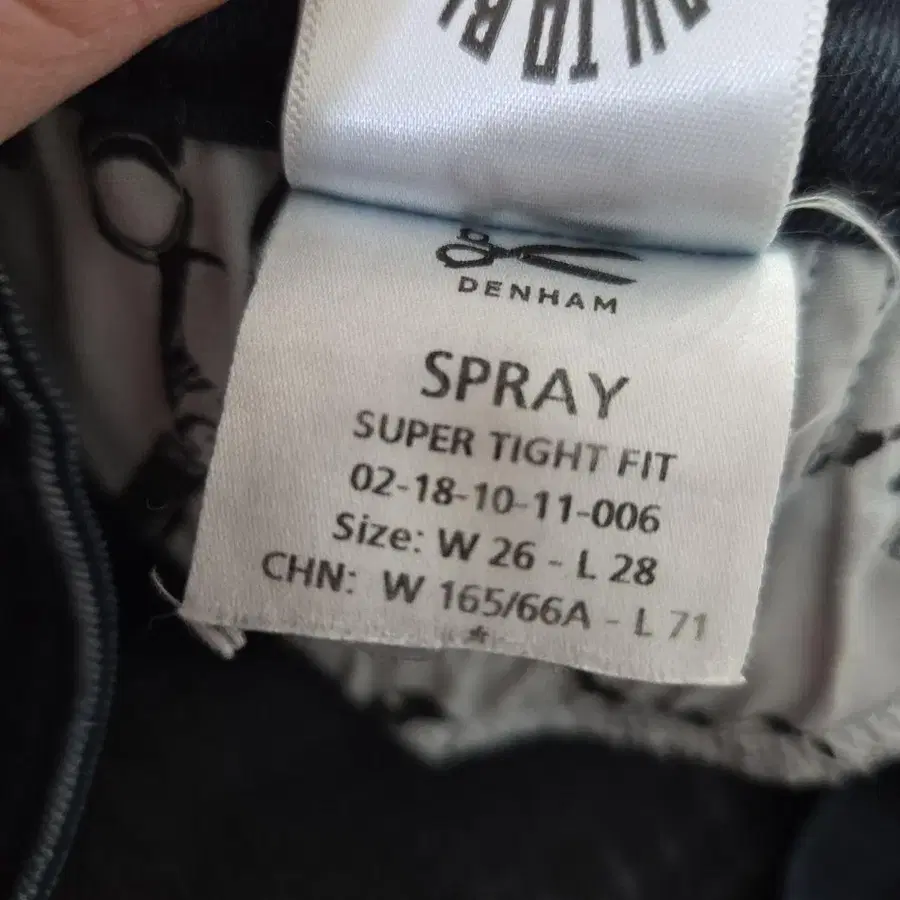 DENHAM
SPRAY
SUPER TIGHT FIT
02-18-10-11-006
Size: W 26 - L 28
CHN: W 165/66A - L 71
*